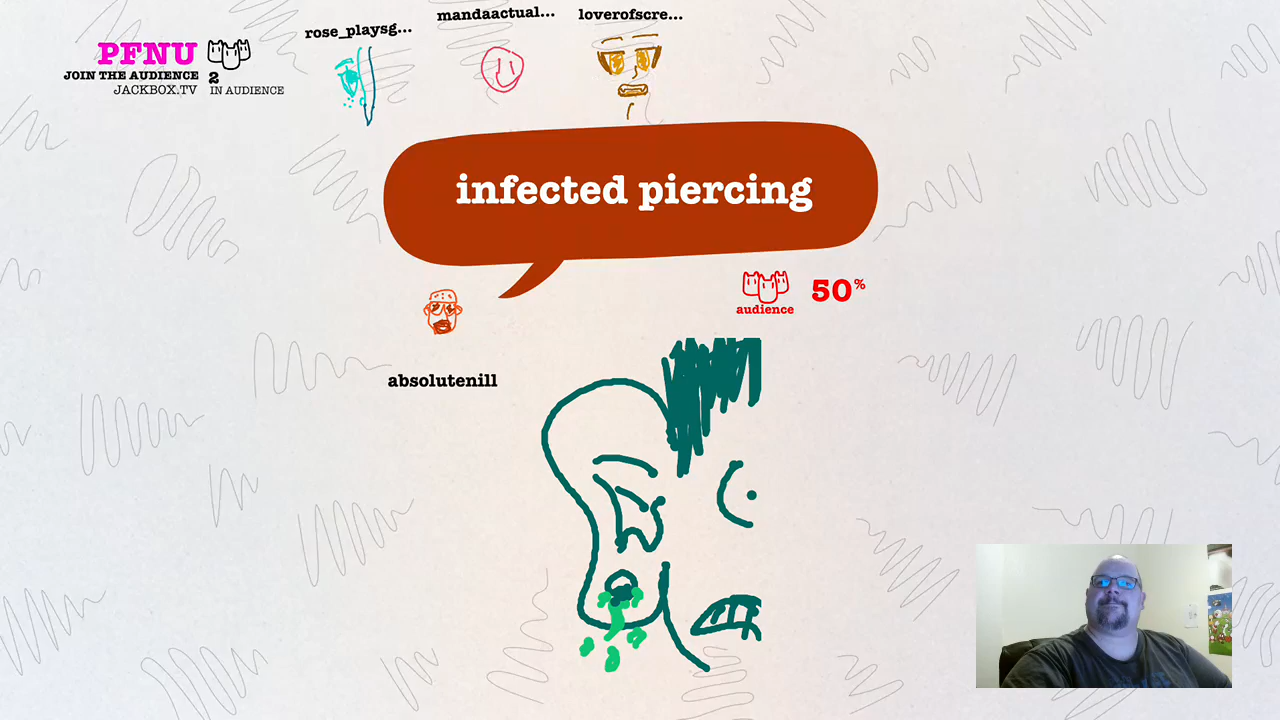 PFNU
JOIN THE AUDIENCE
JACKBOX.TV
2
IN AUDIENCE
rose_playsg...
mandaactual...
loverofscre...
infected piercing
audience
50%
absolutenill